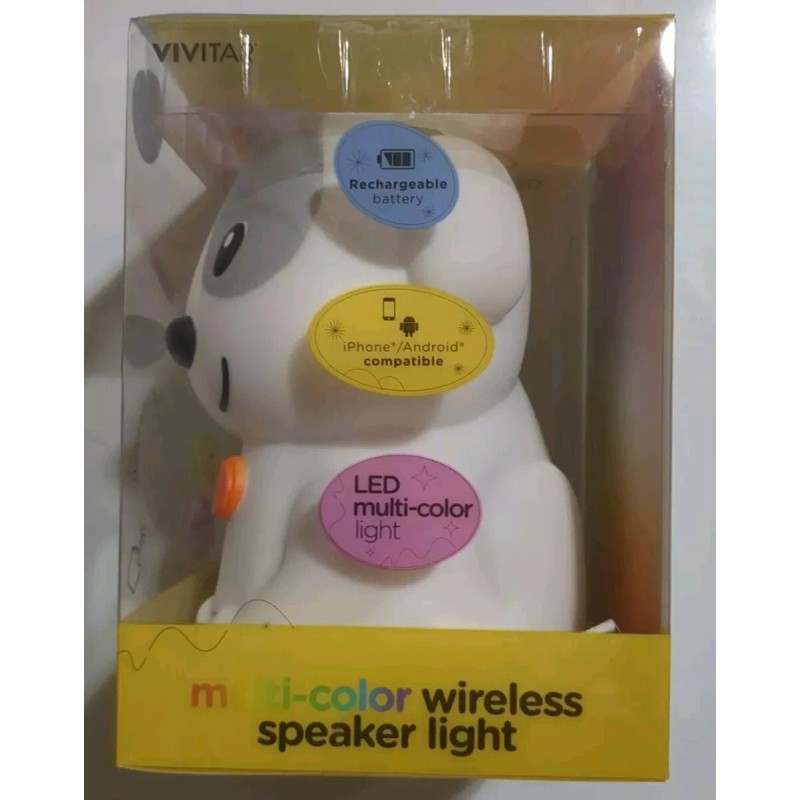 VIVITAR
Rechargeable
battery
iPhone®/Android®
compatible
LED
multi-color
light
multi-color wireless
speaker light